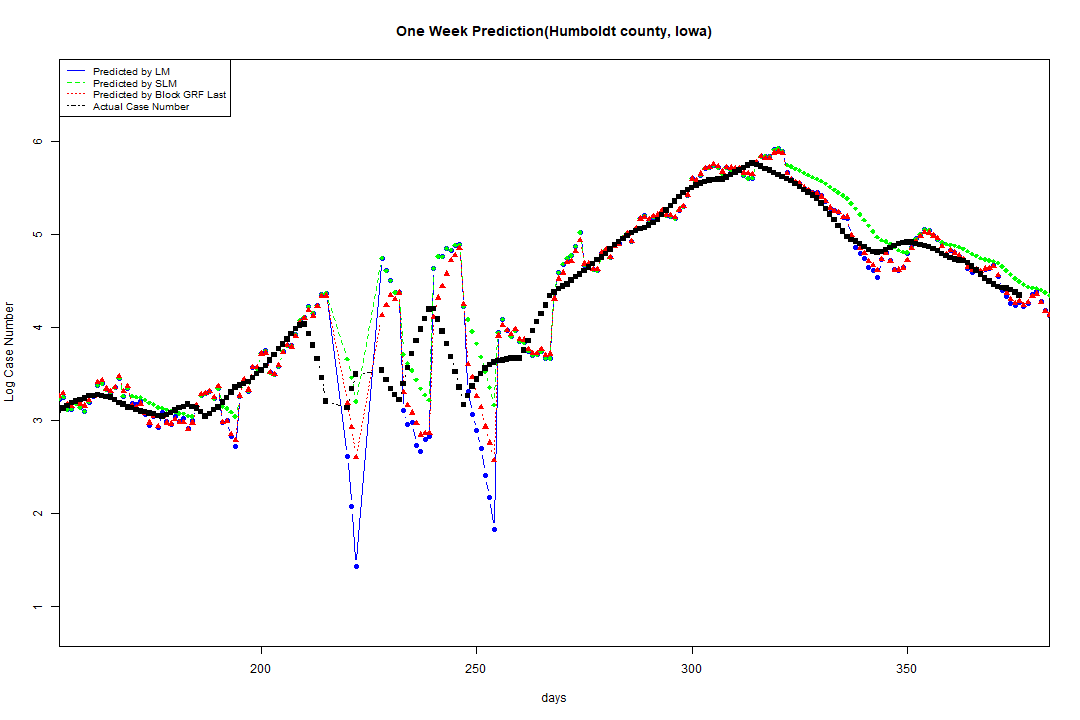 One Week Prediction(Humboldt county, Iowa)
Predicted by LM
Predicted by SLM
Predicted by Block GRF Last
Actual Case Number
Log Case Number
6
5
4
3
2
1
200 250 300 350
days